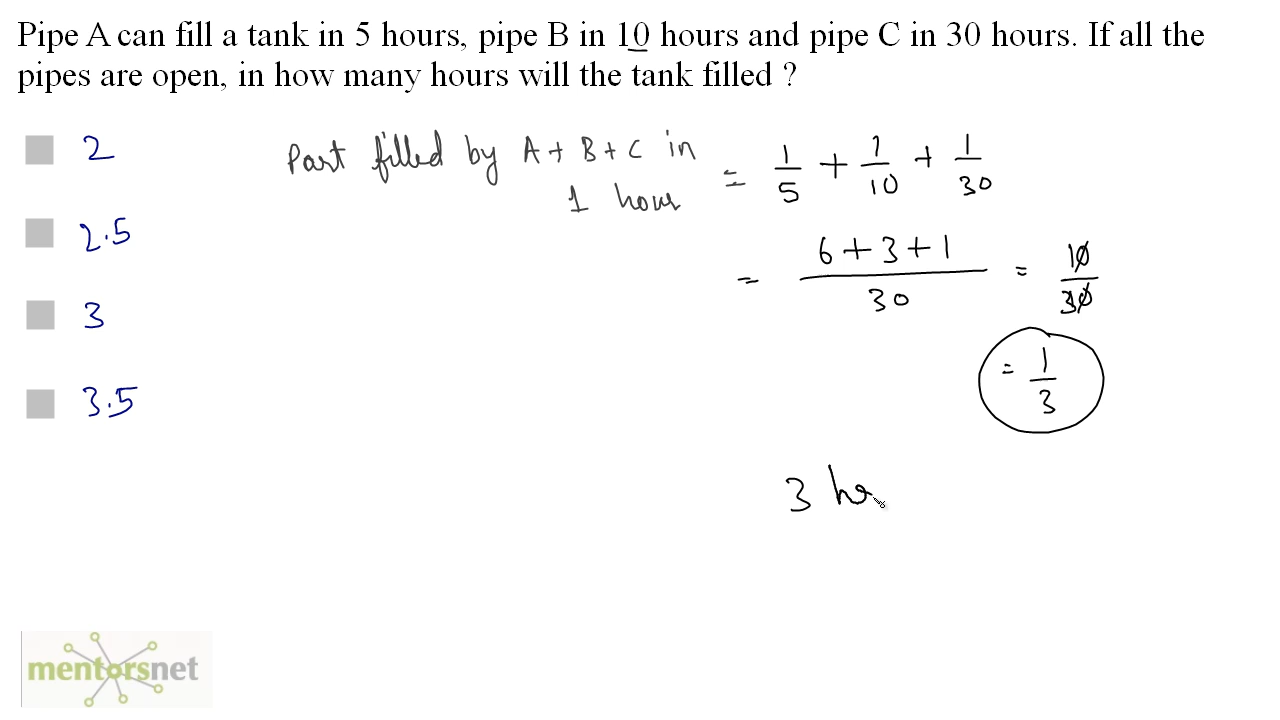 Pipe A can fill a tank in 5 hours, pipe B in 10 hours and pipe C in 30 hours. If all the
pipes are open, in how many hours will the tank filled ?
2
2.5
3
3.5
Part filled by A + B + C in
1 hour
= 1/5 + 1/10 + 1/30
= 6+3+1/30 = 10/30
= 1/3
3 hr
mentorsnet